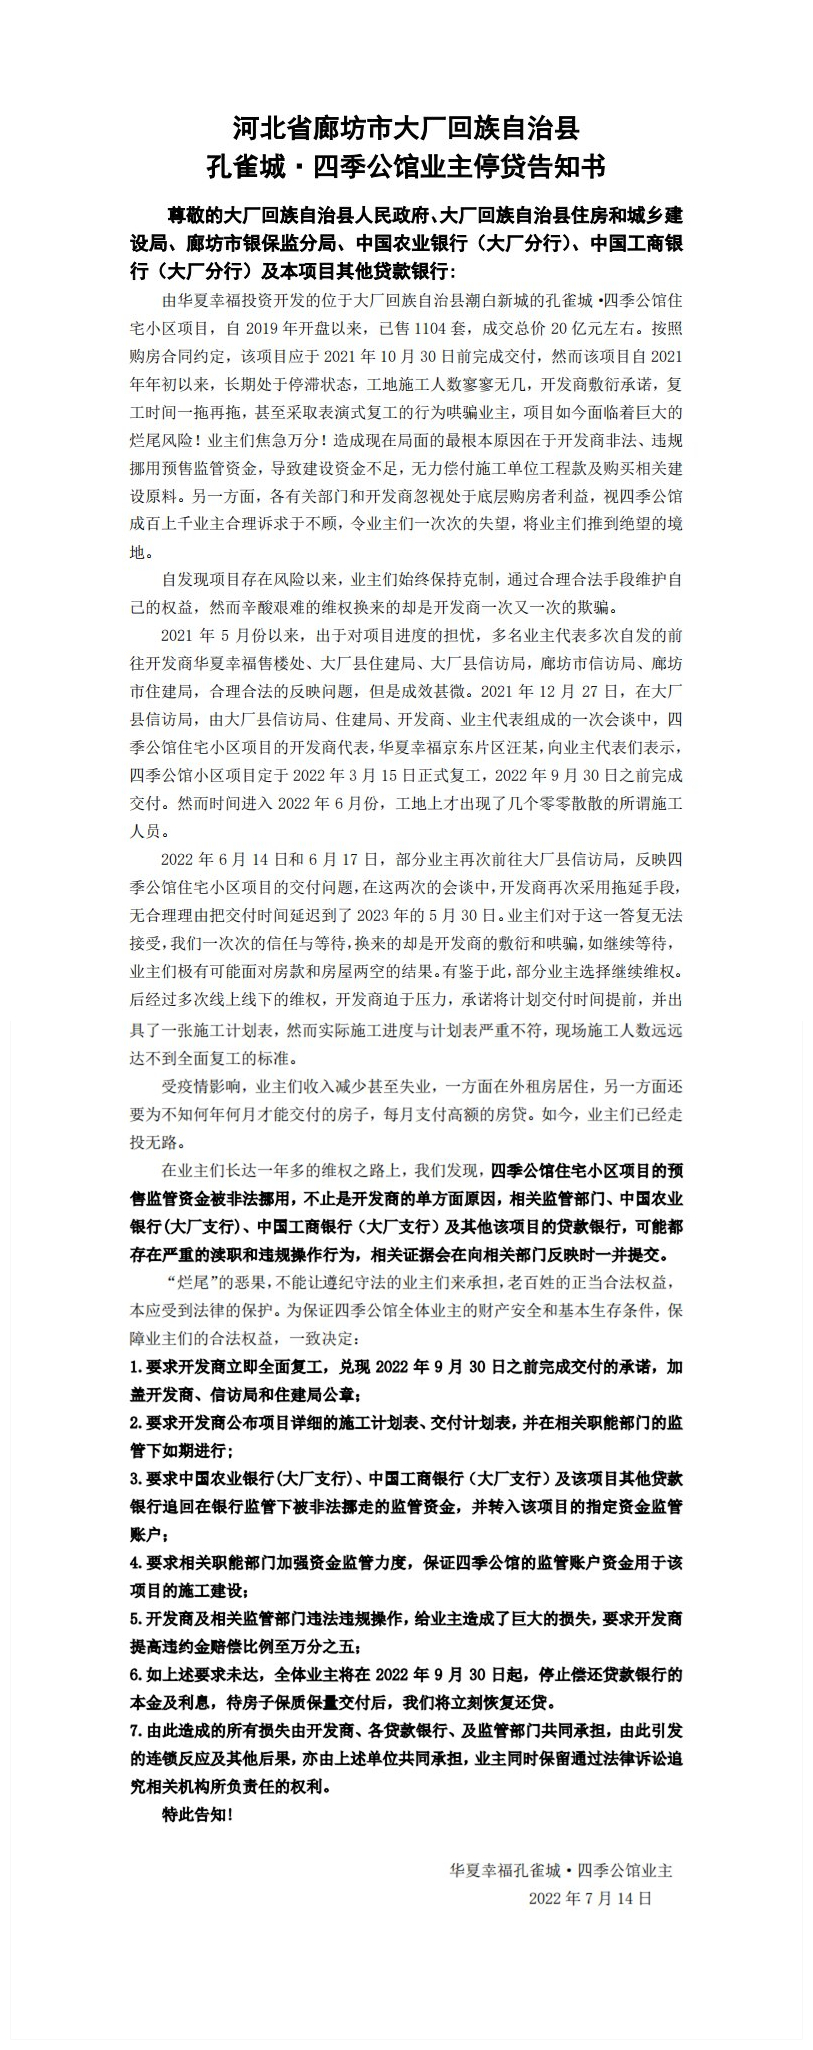 河北省廊坊市大厂回族自治县
孔雀城·四季公馆业主停贷告知书
尊敬的大厂回族自治县人民政府、大厂回族自治县住房和城乡建
设局、廊坊市银保监分局、中国农业银行（大厂分行）、中国工商银
行（大厂分行）及本项目其他贷款银行:
由华夏幸福投资开发的位于大厂回族自治县潮白新城的孔雀城·四季公馆住
宅小区项目，自 2019 年开盘以来，已售 1104 套，成交总价 20 亿元左右。按照
购房合同约定，该项目应于 2021 年 10 月 30 日前完成交付，然而该项目自 2021
年年初以来，长期处于停滞状态，工地施工人数寥寥无几，开发商敷衍承诺，复
工时间一拖再拖，甚至采取表演式复工的行为哄骗业主，项目如今面临着巨大的
烂尾风险！业主们焦急万分！造成现在局面的最根本原因在于开发商非法、违规
挪用预售监管资金，导致建设资金不足，无力偿付施工单位工程款及购买相关建
设原料。另一方面，各有关部门和开发商忽视处于底层购房者利益，视四季公馆
成百上千业主合理诉求于不顾，令业主们一次次的失望，将业主们推到绝望的境
地。
自发现项目存在风险以来，业主们始终保持克制，通过合理合法手段维护自
己的权益，然而辛酸艰难的维权换来的却是开发商一次又一次的欺骗。
2021 年 5 月份以来，出于对项目进度的担忧，多名业主代表多次自发的前
往开发商华夏幸福售楼处、大厂县住建局、大厂县信访局，廊坊市信访局、廊坊
市住建局，合理合法的反映问题，但是成效甚微。2021 年 12 月 27 日，在大厂
县信访局，由大厂县信访局、住建局、开发商、业主代表组成的一次会谈中，四
季公馆住宅小区项目的开发商代表，华夏幸福京东片区汪某，向业主代表们表示，
四季公馆小区项目定于 2022 年 3 月 15 日正式复工，2022 年 9 月 30 日之前完成
交付。然而时间进入 2022 年 6 月份，工地上才出现了几个零零散散的所谓施工
人员。
2022 年 6 月 14 日和 6 月 17 日，部分业主再次前往大厂县信访局，反映四
季公馆住宅小区项目的交付问题，在这两次的会谈中，开发商再次采用拖延手段，
无合理理由把交付时间延迟到了 2023 年的 5 月 30 日。业主们对于这一答复无法
接受，我们一次次的信任与等待，换来的却是开发商的敷衍和哄骗，如继续等待，
业主们极有可能面对房款和房屋两空的结果。有鉴于此，部分业主选择继续维权。
后经过多次线上线下的维权，开发商迫于压力，承诺将计划交付时间提前，并出
具了一张施工计划表，然而实际施工进度与计划表严重不符，现场施工人数远远
达不到全面复工的标准。
受疫情影响，业主们收入减少甚至失业，一方面在外租房居住，另一方面还
要为不知何年何月才能交付的房子，每月支付高额的房贷。如今，业主们已经走
投无路。
在业主们长达一年多的维权之路上，我们发现，四季公馆住宅小区项目的预
售监管资金被非法挪用，不止是开发商的单方面原因，相关监管部门、中国农业
银行(大厂支行)、中国工商银行（大厂支行）及其他该项目的贷款银行，可能都
存在严重的渎职和违规操作行为，相关证据会在向相关部门反映时一并提交。
“烂尾”的恶果，不能让遵纪守法的业主们来承担，老百姓的正当合法权益，
本应受到法律的保护。为保证四季公馆全体业主的财产安全和基本生存条件，保
障业主们的合法权益，一致决定：
1.要求开发商立即全面复工，兑现 2022 年 9 月 30 日之前完成交付的承诺，加
盖开发商、信访局和住建局公章；
2.要求开发商公布项目详细的施工计划表、交付计划表，并在相关职能部门的监
管下如期进行；
3.要求中国农业银行(大厂支行)、中国工商银行（大厂支行）及该项目其他贷款
银行追回在银行监管下被非法挪走的监管资金，并转入该项目的指定资金监管
账户；
4.要求相关职能部门加强资金监管力度，保证四季公馆的监管账户资金用于该
项目的施工建设；
5.开发商及相关监管部门违法违规操作，给业主造成了巨大的损失，要求开发商
提高违约金赔偿比例至万分之五；
6.如上述要求未达，全体业主将在 2022 年 9 月 30 日起，停止偿还贷款银行的
本金及利息，待房子保质保量交付后，我们将立刻恢复还贷。
7.由此造成的所有损失由开发商、各贷款银行、及监管部门共同承担，由此引发
的连锁反应及其他后果，亦由上述单位共同承担，业主同时保留通过法律诉讼追
究相关机构所负责任的权利。
特此告知！
华夏幸福孔雀城·四季公馆业主
2022 年 7 月 14 日